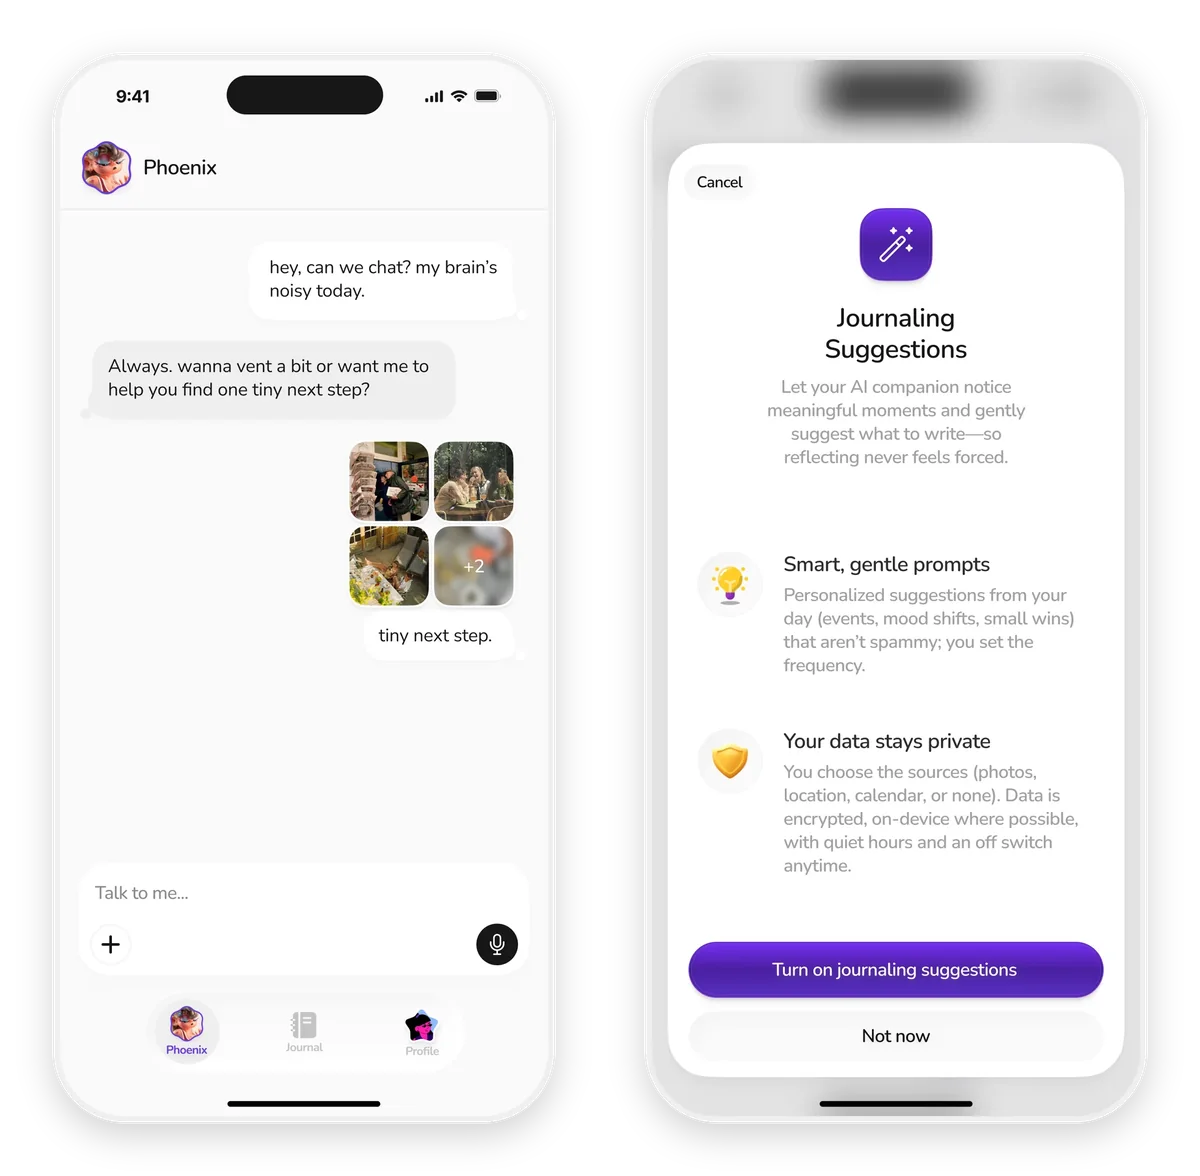 9:41
Phoenix
hey, can we chat? my brain's
noisy today.
Always. wanna vent a bit or want me to
help you find one tiny next step?
+2
tiny next step.
Talk to me...
Phoenix
Journal
Profile
Cancel
Journaling
Suggestions
Let your AI companion notice
meaningful moments and gently
suggest what to write—so
reflecting never feels forced.
Smart, gentle prompts
Personalized suggestions from your
day (events, mood shifts, small wins)
that aren't spammy; you set the
frequency.
Your data stays private
You choose the sources (photos,
location, calendar, or none). Data is
encrypted, on-device where possible,
with quiet hours and an off switch
anytime.
Turn on journaling suggestions
Not now